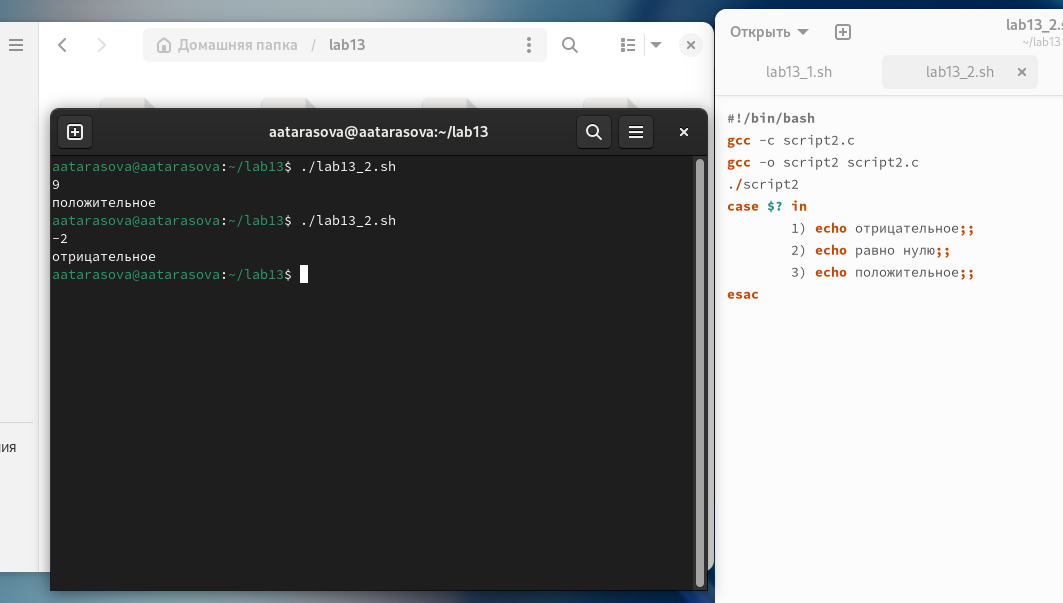 Домашняя папка / lab13
aatarasova@aatarasova:~/lab13
aatarasova@aatarasova:~/lab13$ ./lab13_2.sh
9
положительное
aatarasova@aatarasova:~/lab13$ ./lab13_2.sh
-2
отрицательное
aatarasova@aatarasova:~/lab13$
Открыть
lab13_2.s
~/lab13
lab13_1.sh
lab13_2.sh
#!/bin/bash
gcc -c script2.c
gcc -o script2 script2.c
./script2
case $? in
1) echo отрицательное;;
2) echo равно нулю;;
3) echo положительное;;
esac
ия